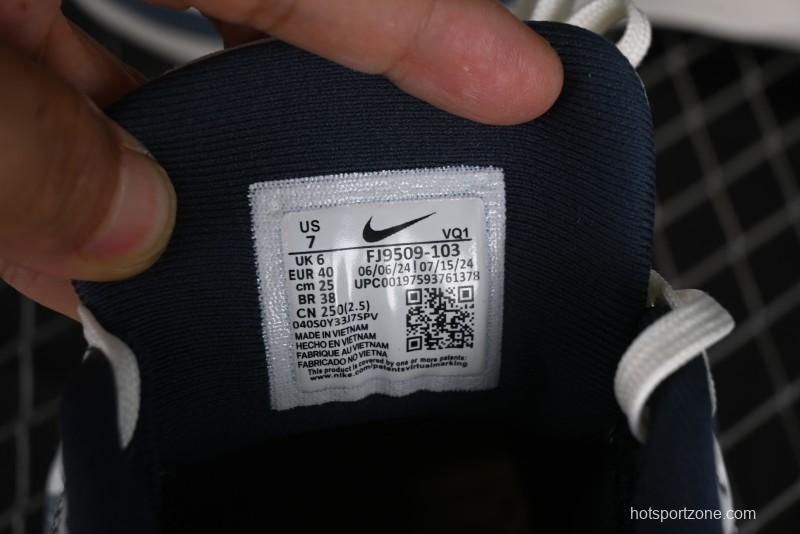 US
7
VQ1
UK 6
FJ9509-103
EUR 40
06/06/24 07/15/24
cm 25
UPC00197593761378
BR 38
CN 250(2.5)
040S0Y33J7SPV
MADE IN VIETNAM
HECHO EN VIETNAM
FABRIQUE AU VIETNAM
FABRICADO NO VIETNA
This product is covered by one or more patents:
www.nike.com/patentsvirtualmarking
hotsportzone.com/